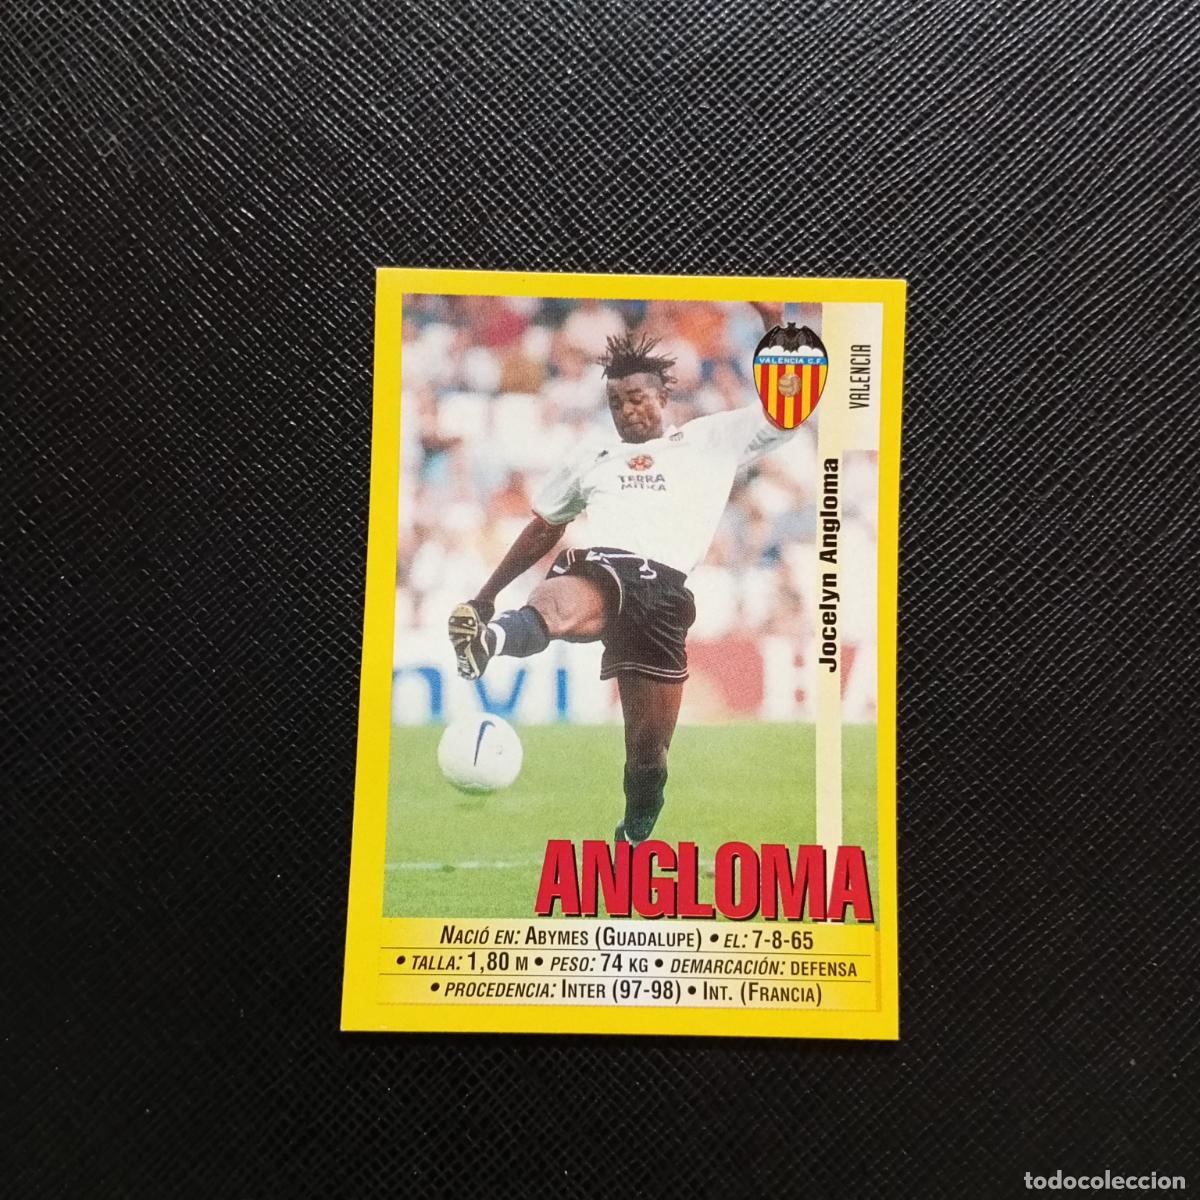 VALENCIA C.F.
VALENCIA
Jocelyn Angloma
TERRA
MITICA
nvi
ANGLOMA
NACIÓ EN: ABYMES (GUADALUPE) • EL: 7-8-65
• TALLA: 1,80 M • PESO: 74 KG • DEMARCACIÓN: DEFENSA
• PROCEDENCIA: INTER (97-98) • INT. (FRANCIA)
todocoleccion